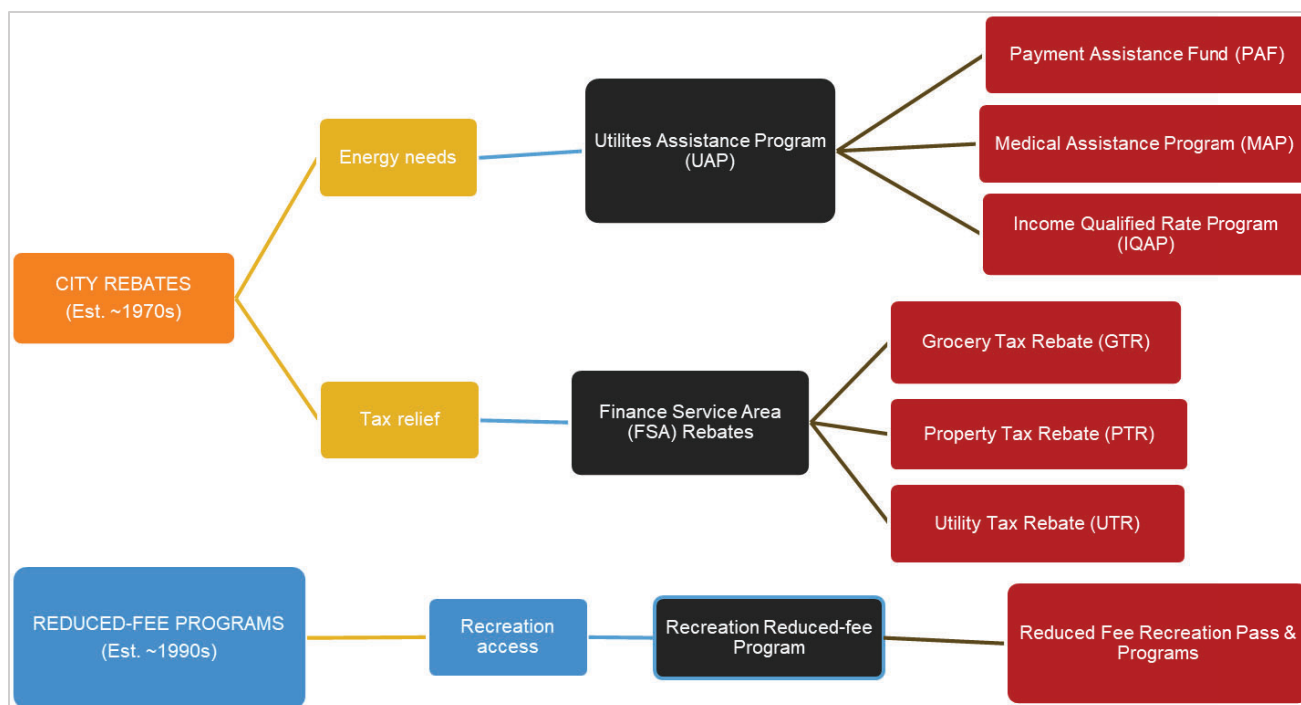 Payment Assistance Fund (PAF)
Energy needs
Utilites Assistance Program
(UAP)
Medical Assistance Program (MAP)
Income Qualified Rate Program
(IQAP)
CITY REBATES
(Est. ~1970s)
Grocery Tax Rebate (GTR)
Tax relief
Finance Service Area
(FSA) Rebates
Property Tax Rebate (PTR)
Utility Tax Rebate (UTR)
REDUCED-FEE PROGRAMS
(Est. ~1990s)
Recreation
access
Recreation Reduced-fee
Program
Reduced Fee Recreation Pass &
Programs